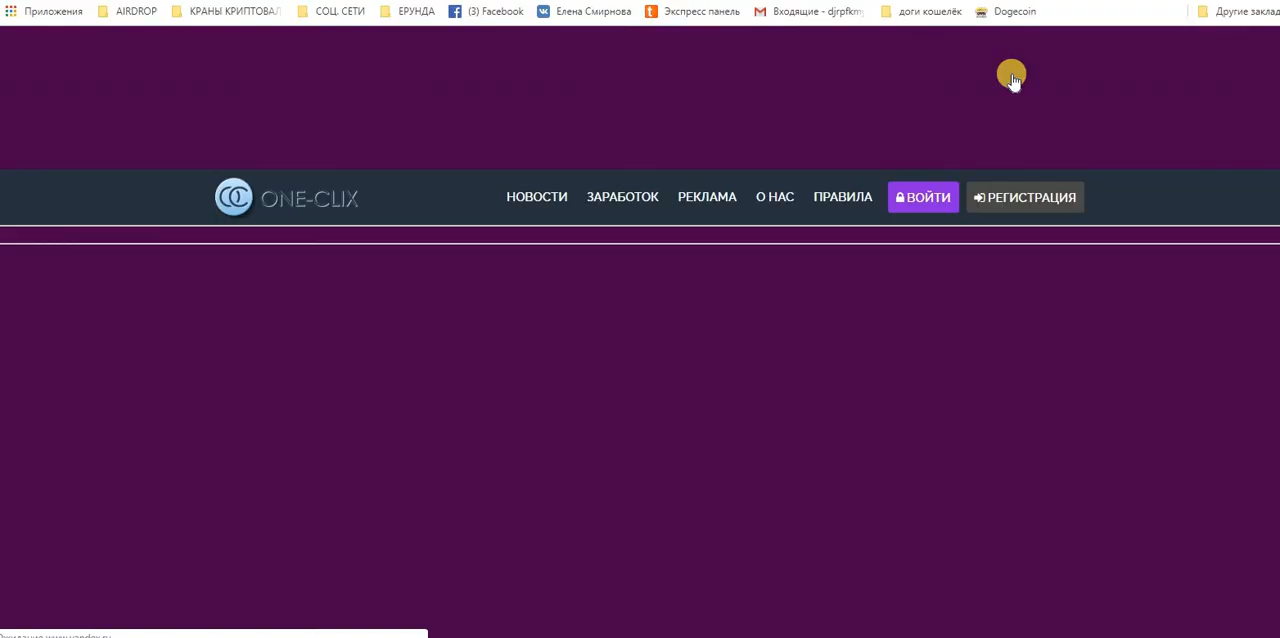 Приложения AIRDROP КРАНЫ КРИПТОВАЛ СОЦ. СЕТИ ЕРУНДА (3) Facebook Елена Смирнова Экспресс панель Входящие - djrpfkm доги кошелёк Dogecoin Другие заклад
ONE-CLIX НОВОСТИ ЗАРАБОТОК РЕКЛАМА О НАС ПРАВИЛА ВОЙТИ РЕГИСТРАЦИЯ